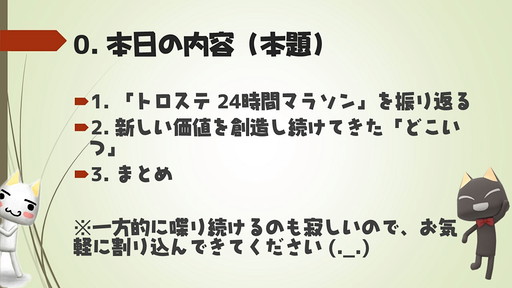 0. 本日の内容（本題）
1. 「トロステ 24時間マラソン」を振り返る
2. 新しい価値を創造し続けてきた「どこい
つ」
3. まとめ
※一方的に喋り続けるのも寂しいので、お気
軽に割り込んできてください (._.)